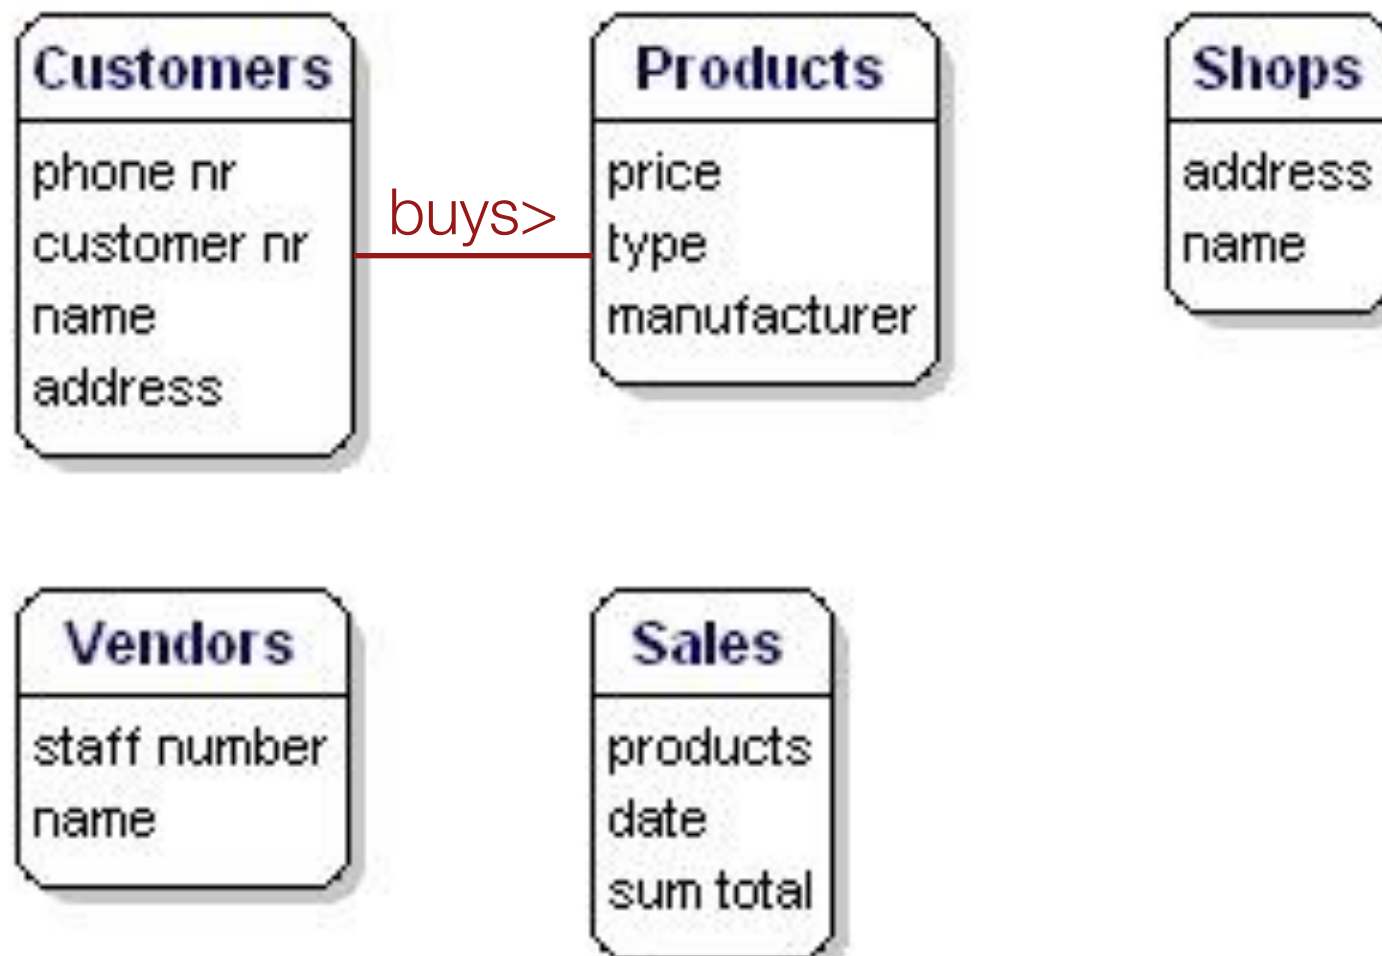 Customers
phone nr
customer nr
name
address
buys>
Products
price
type
manufacturer
Shops
address
name
Vendors
staff number
name
Sales
products
date
sum total